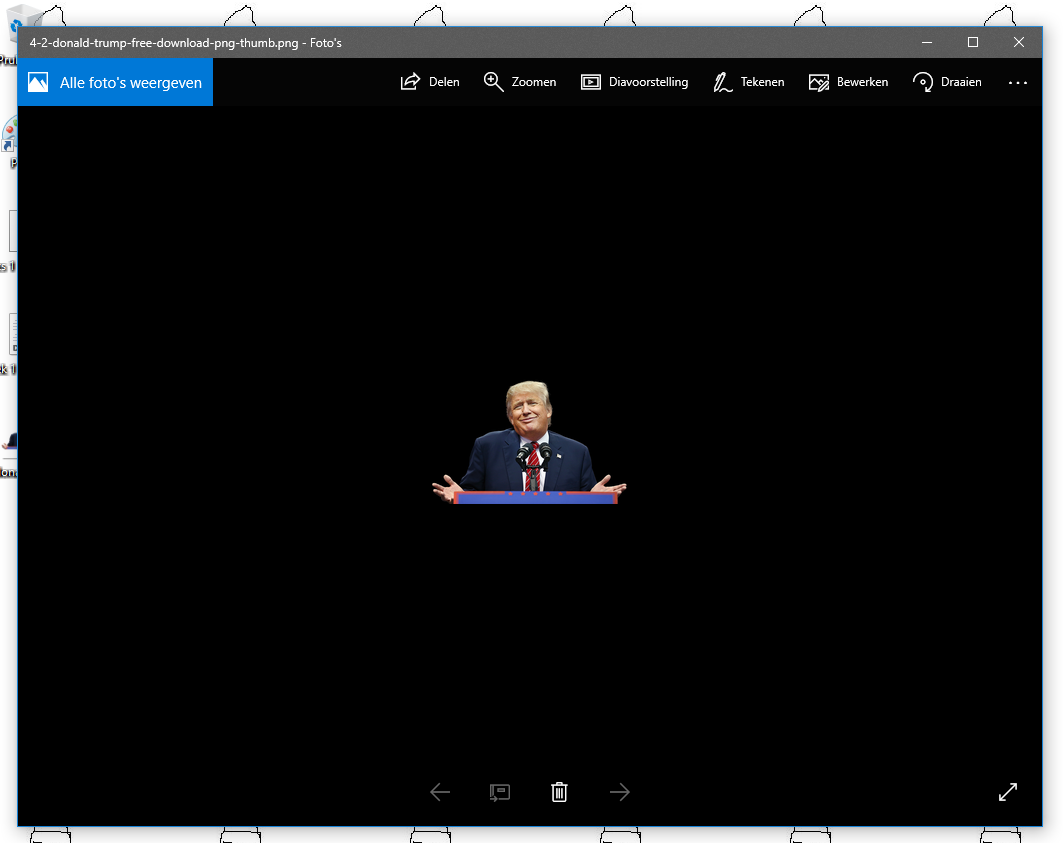 4-2-donald-trump-free-download-png-thumb.png - Foto's
Alle foto's weergeven
Delen
Zoomen
Diavoorstelling
Tekenen
Bewerken
Draaien